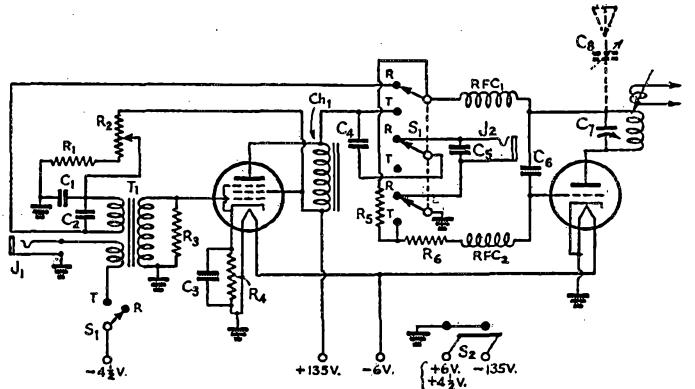 C8
R
RFC1
Ch1
R2
T
C4
R
S1
J2
C7
R1
C5
C6
T
C1
T1
R
C2
R5
R3
T
R6
RFC2
J1
C3
R4
T
R
S1
S2
-4½V.
+135V.
-6V.
+6V.
-135V.
+4½V.